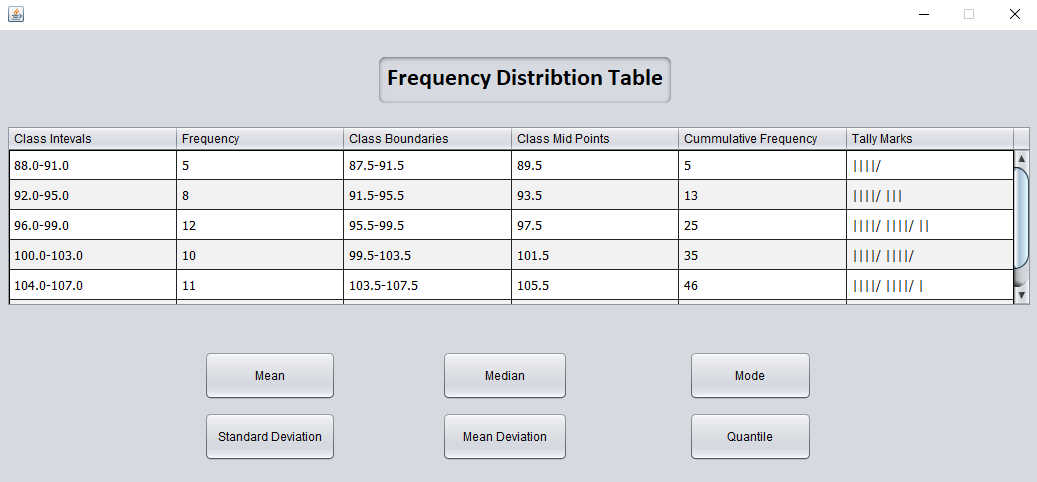 Frequency Distribtion Table
Class Intevals Frequency Class Boundaries Class Mid Points Cummulative Frequency Tally Marks
88.0-91.0 5 87.5-91.5 89.5 5 ||||/
92.0-95.0 8 91.5-95.5 93.5 13 ||||/ |||
96.0-99.0 12 95.5-99.5 97.5 25 ||||/ ||||/ ||
100.0-103.0 10 99.5-103.5 101.5 35 ||||/ ||||/
104.0-107.0 11 103.5-107.5 105.5 46 ||||/ ||||/ |
Mean Median Mode
Standard Deviation Mean Deviation Quantile